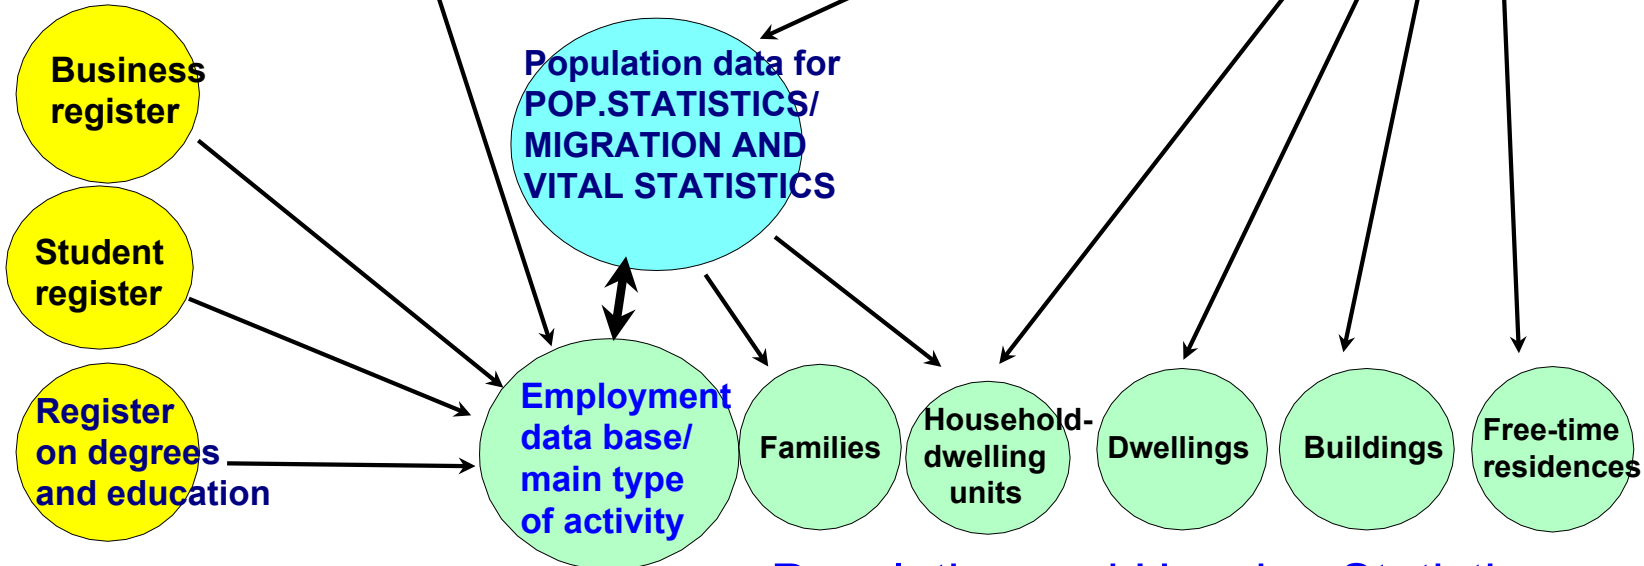 Business
register
Population data for
POP.STATISTICS/
MIGRATION AND
VITAL STATISTICS
Student
register
Register
on degrees
and education
Employment
data base/
main type
of activity
Families
Household-
dwelling
units
Dwellings
Buildings
Free-time
residences